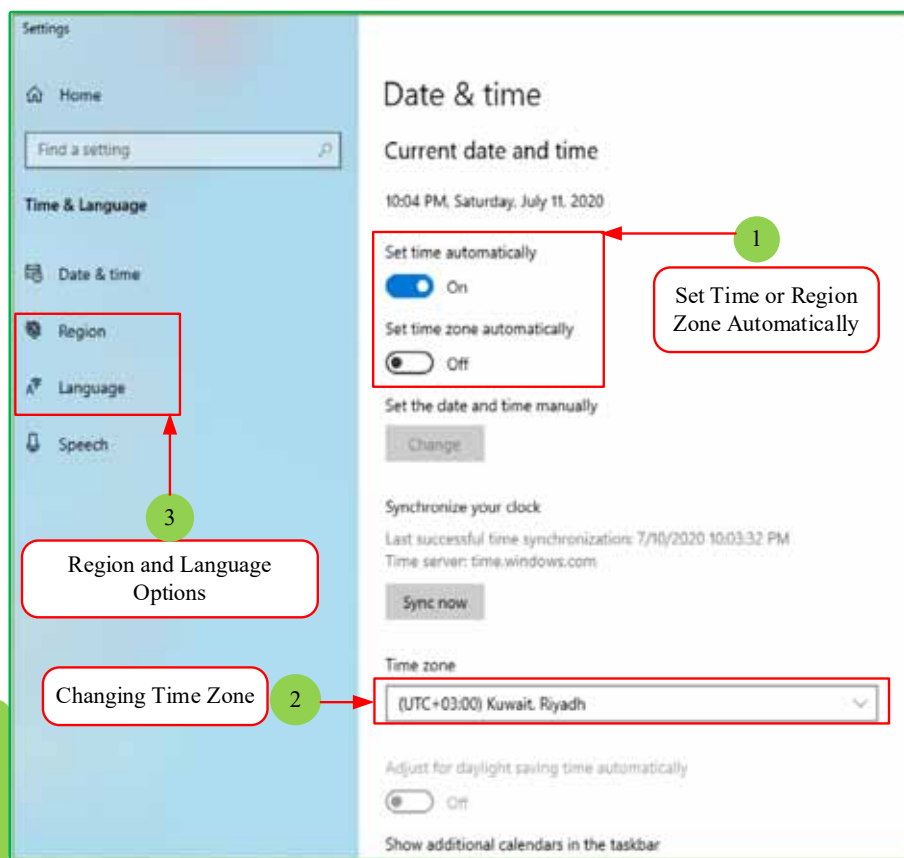 Settings
Home
Find a setting
Time & Language
Date & time
Region
Language
Speech
3
Region and Language
Options
Date & time
Current date and time
10:04 PM, Saturday, July 11, 2020
Set time automatically
On
Set time zone automatically
Off
1
Set Time or Region
Zone Automatically
Set the date and time manually
Change
Synchronize your clock
Last successful time synchronization: 7/10/2020 10:03:32 PM
Time server: time.windows.com
Sync now
Time zone
Changing Time Zone
2
(UTC+03:00) Kuwait, Riyadh
Adjust for daylight saving time automatically
Off
Show additional calendars in the taskbar